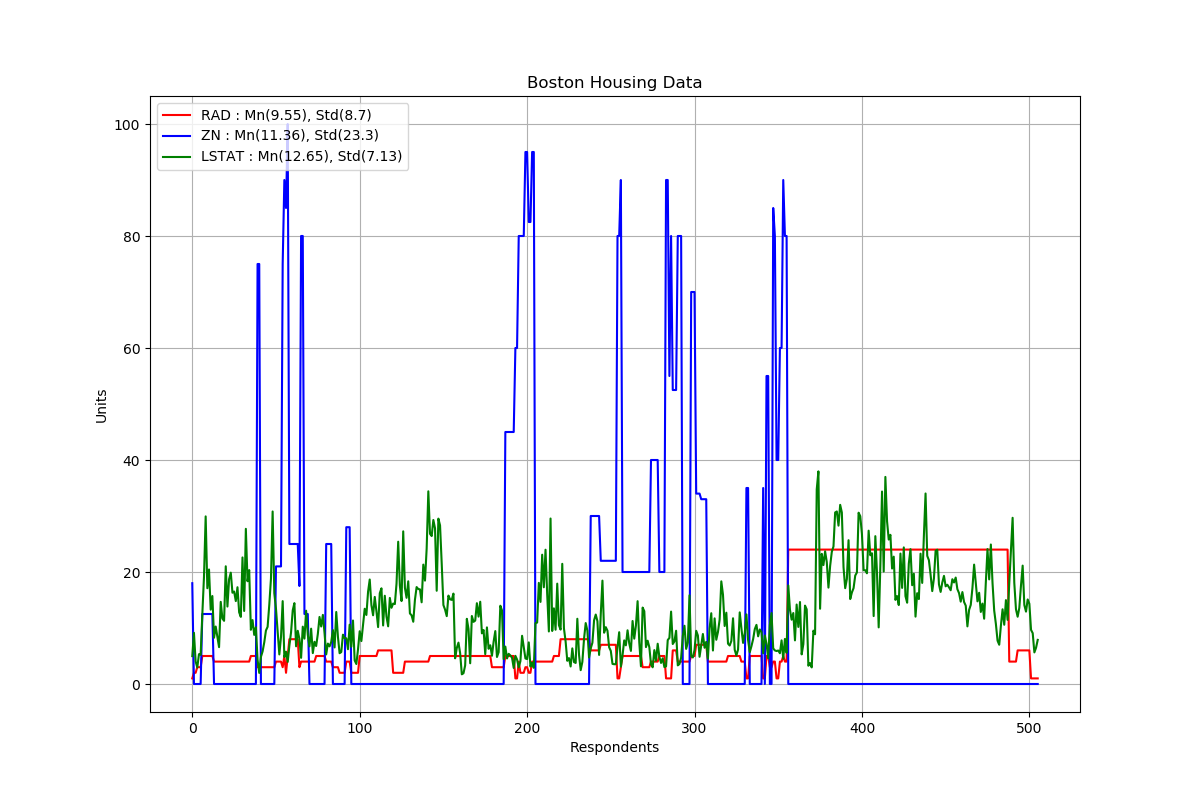 Boston Housing Data
RAD : Mn(9.55), Std(8.7)
ZN : Mn(11.36), Std(23.3)
LSTAT : Mn(12.65), Std(7.13)
100
80
60
40
20
0
Units
0 100 200 300 400 500
Respondents